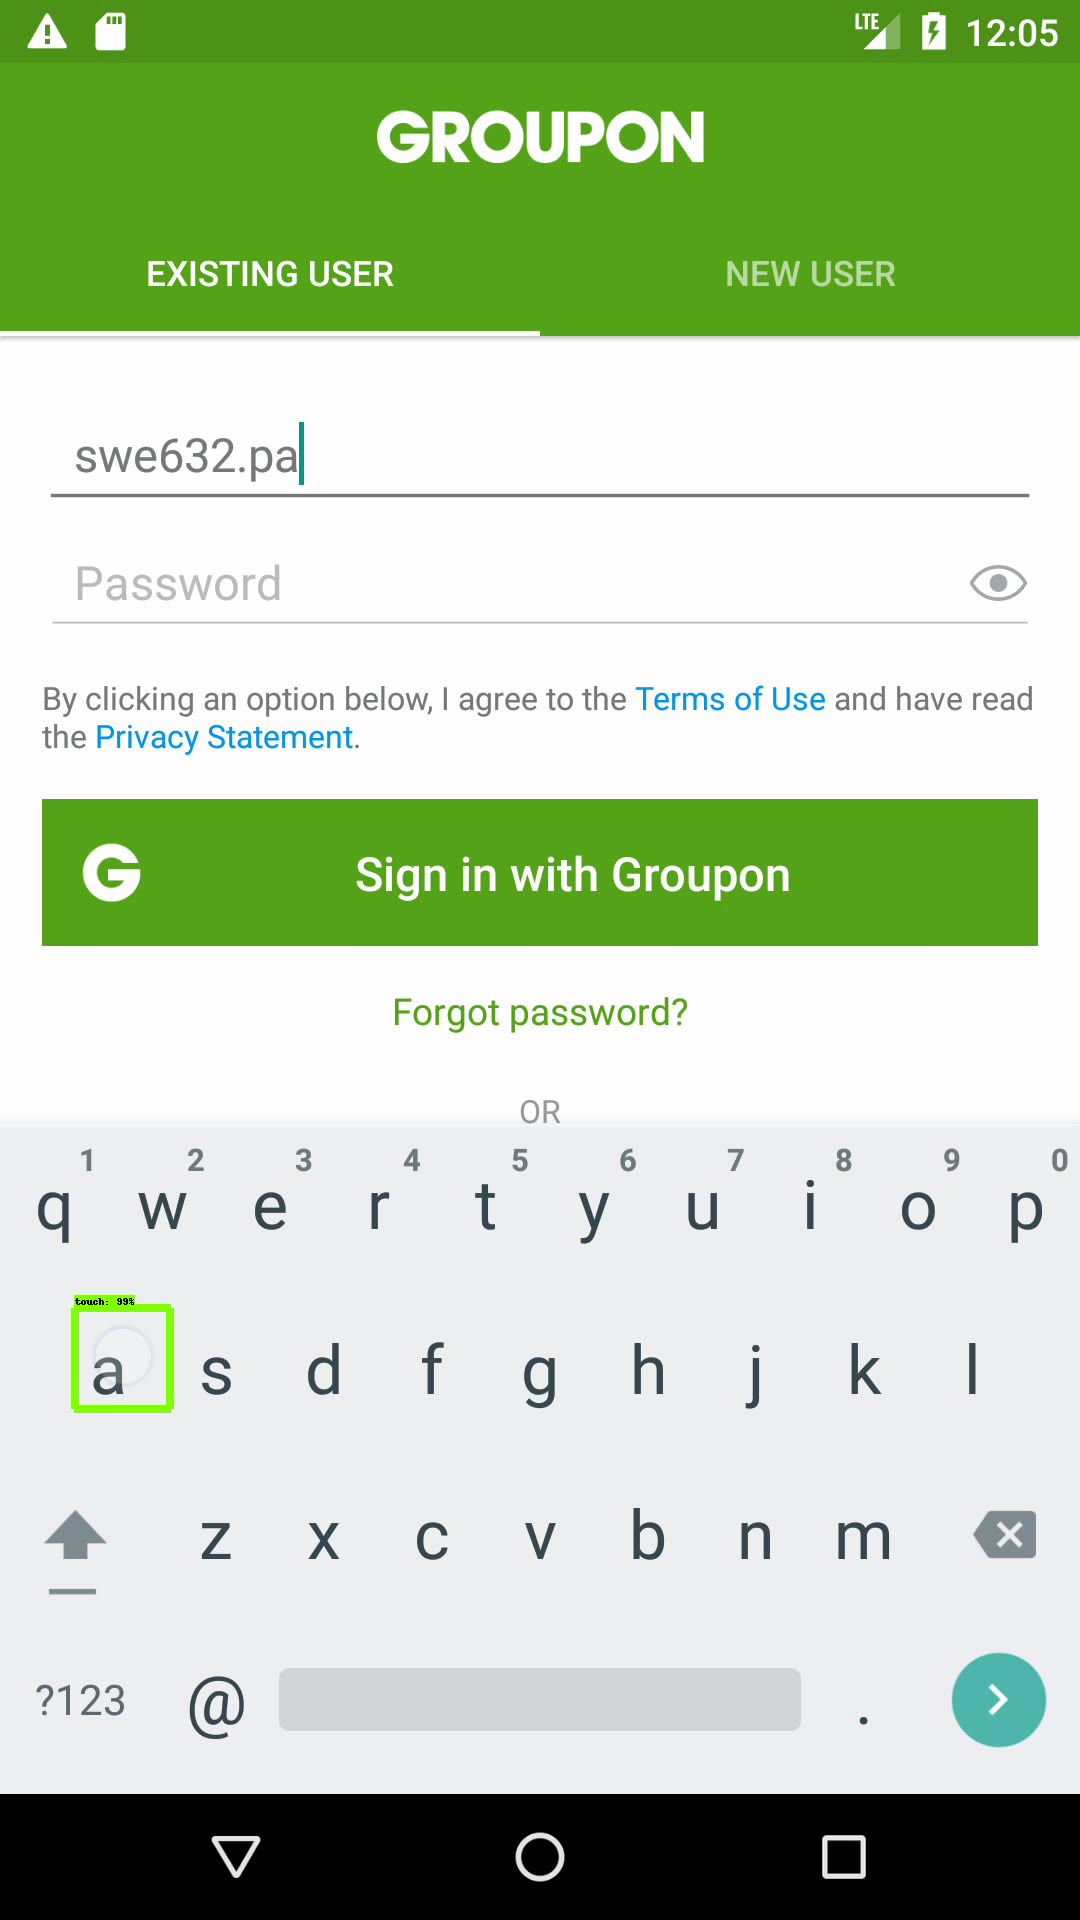 LTE 12:05
GROUPON
EXISTING USER NEW USER
swe632.pa
Password
By clicking an option below, I agree to the Terms of Use and have read
the Privacy Statement.
G Sign in with Groupon
Forgot password?
OR
1 2 3 4 5 6 7 8 9 0
q w e r t y u i o p
touch: 99%
a s d f g h j k l
z x c v b n m
?123 @ .